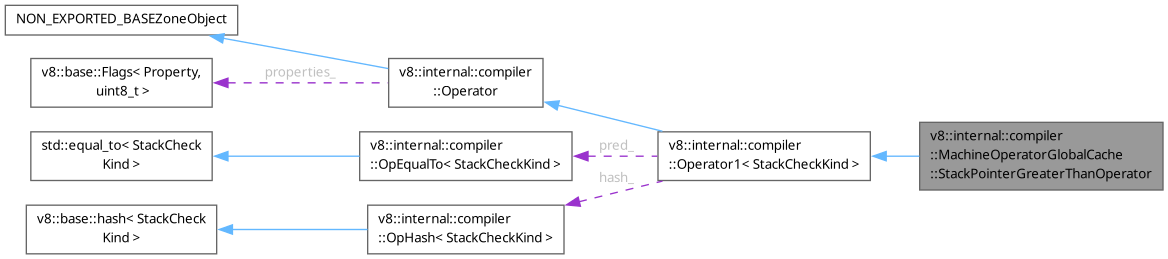 NON_EXPORTED_BASEZoneObject
v8::base::Flags< Property,
uint8_t >
properties_
v8::internal::compiler
::Operator
std::equal_to< StackCheck
Kind >
v8::internal::compiler
::OpEqualTo< StackCheckKind >
pred_
hash_
v8::internal::compiler
::Operator1< StackCheckKind >
v8::internal::compiler
::MachineOperatorGlobalCache
::StackPointerGreaterThanOperator
v8::base::hash< StackCheck
Kind >
v8::internal::compiler
::OpHash< StackCheckKind >